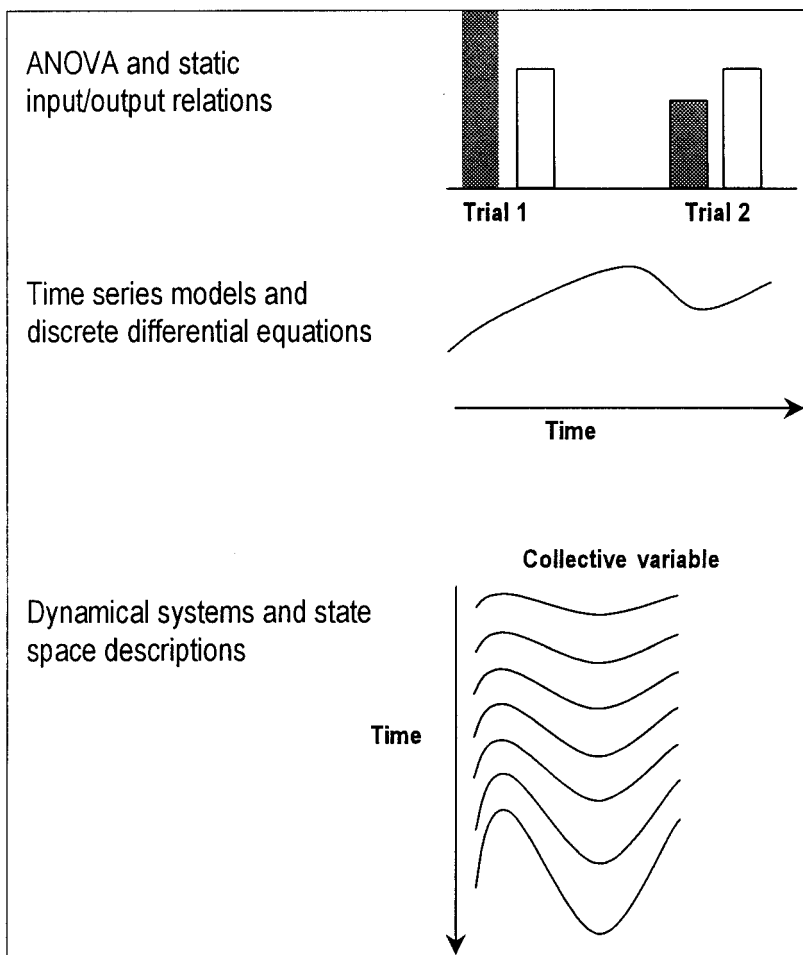 ANOVA and static
input/output relations
Trial 1
Trial 2
Time series models and
discrete differential equations
Time
Collective variable
Dynamical systems and state
space descriptions
Time